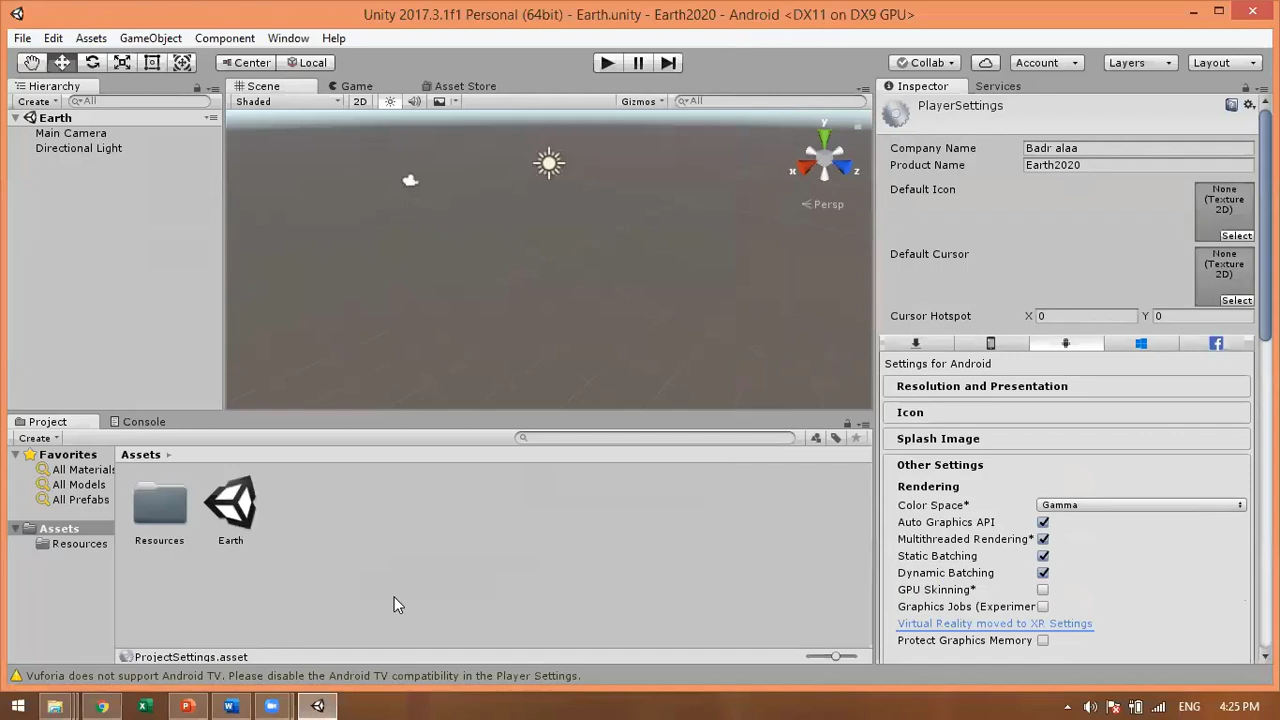 Unity 2017.3.1f1 Personal (64bit) - Earth.unity - Earth2020 - Android <DX11 on DX9 GPU>
File Edit Assets GameObject Component Window Help
Center Local Collab Account Layers Layout
Hierarchy Scene Game Asset Store Inspector Services
Create All Shaded 2D Gizmos All
PlayerSettings
Earth
Main Camera
Directional Light
y
x
z
Persp
Company Name Badr alaa
Product Name Earth2020
Default Icon
None
(Texture
2D)
Select
Default Cursor
None
(Texture
2D)
Select
Cursor Hotspot X 0 Y 0
Settings for Android
Resolution and Presentation
Icon
Splash Image
Other Settings
Rendering
Color Space* Gamma
Auto Graphics API
Multithreaded Rendering*
Static Batching
Dynamic Batching
GPU Skinning*
Graphics Jobs (Experimer
Virtual Reality moved to XR Settings
Protect Graphics Memory
Project Console
Create
Favorites
All Materials
All Models
All Prefabs
Assets
Resources
Assets
Resources
Earth
ProjectSettings.asset
Vuforia does not support Android TV. Please disable the Android TV compatibility in the Player Settings.
ENG 4:25 PM